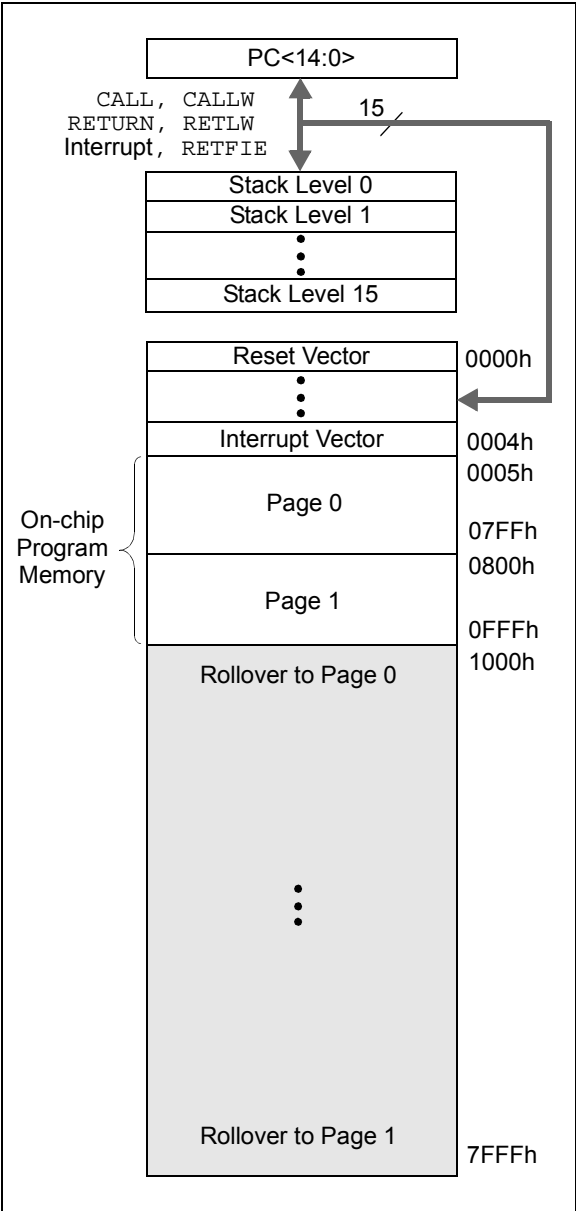 PC<14:0>
CALL, CALLW
RETURN, RETLW
Interrupt, RETFIE
15
Stack Level 0
Stack Level 1
Stack Level 15
Reset Vector
0000h
Interrupt Vector
0004h
0005h
On-chip
Program
Memory
Page 0
07FFh
0800h
Page 1
0FFFh
1000h
Rollover to Page 0
Rollover to Page 1
7FFFh